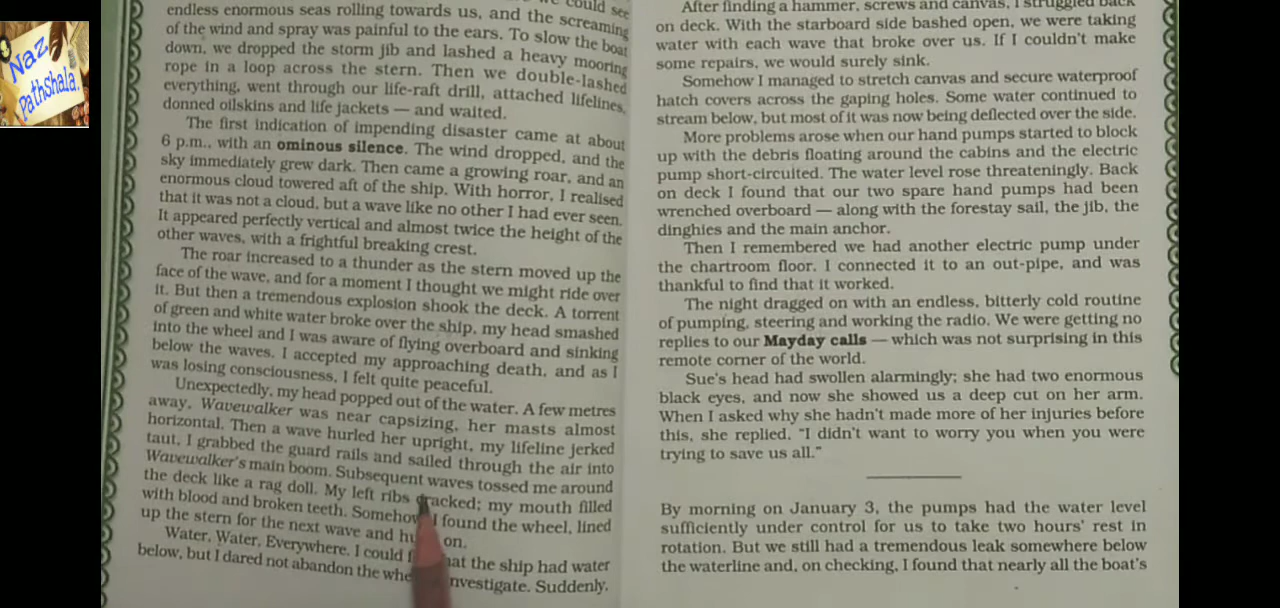 Naz
Pathshala.
we could see
endless enormous seas rolling towards us, and the screaming
of the wind and spray was painful to the ears. To slow the boat
down, we dropped the storm jib and lashed a heavy mooring
rope in a loop across the stern. Then we double-lashed
everything, went through our life-raft drill, attached lifelines,
donned oilskins and life jackets — and waited.
The first indication of impending disaster came at about
6 p.m., with an ominous silence. The wind dropped, and the
sky immediately grew dark. Then came a growing roar, and an
enormous cloud towered aft of the ship. With horror, I realised
that it was not a cloud, but a wave like no other I had ever seen.
It appeared perfectly vertical and almost twice the height of the
other waves, with a frightful breaking crest.
The roar increased to a thunder as the stern moved up the
face of the wave, and for a moment I thought we might ride over
it. But then a tremendous explosion shook the deck. A torrent
of green and white water broke over the ship, my head smashed
into the wheel and I was aware of flying overboard and sinking
below the waves. I accepted my approaching death, and as I
was losing consciousness, I felt quite peaceful.
Unexpectedly, my head popped out of the water. A few metres
away, Wavewalker was near capsizing, her masts almost
horizontal. Then a wave hurled her upright, my lifeline jerked
taut, I grabbed the guard rails and sailed through the air into
Wavewalker's main boom. Subsequent waves tossed me around
the deck like a rag doll. My left ribs cracked; my mouth filled
with blood and broken teeth. Somehow, I found the wheel, lined
up the stern for the next wave and on.
Water, Water, Everywhere. I could that the ship had water
below, but I dared not abandon the investigate. Suddenly,
After finding a hammer, screws and canvas, I struggled back
on deck. With the starboard side bashed open, we were taking
water with each wave that broke over us. If I couldn't make
some repairs, we would surely sink.
Somehow I managed to stretch canvas and secure waterproof
hatch covers across the gaping holes. Some water continued to
stream below, but most of it was now being deflected over the side.
More problems arose when our hand pumps started to block
up with the debris floating around the cabins and the electric
pump short-circuited. The water level rose threateningly. Back
on deck I found that our two spare hand pumps had been
wrenched overboard — along with the forestay sail, the jib, the
dinghies and the main anchor.
Then I remembered we had another electric pump under
the chartroom floor. I connected it to an out-pipe, and was
thankful to find that it worked.
The night dragged on with an endless, bitterly cold routine
of pumping, steering and working the radio. We were getting no
replies to our Mayday calls — which was not surprising in this
remote corner of the world.
Sue's head had swollen alarmingly; she had two enormous
black eyes, and now she showed us a deep cut on her arm.
When I asked why she hadn't made more of her injuries before
this, she replied, "I didn't want to worry you when you were
trying to save us all."
By morning on January 3, the pumps had the water level
sufficiently under control for us to take two hours' rest in
rotation. But we still had a tremendous leak somewhere below
the waterline and, on checking, I found that nearly all the boat's